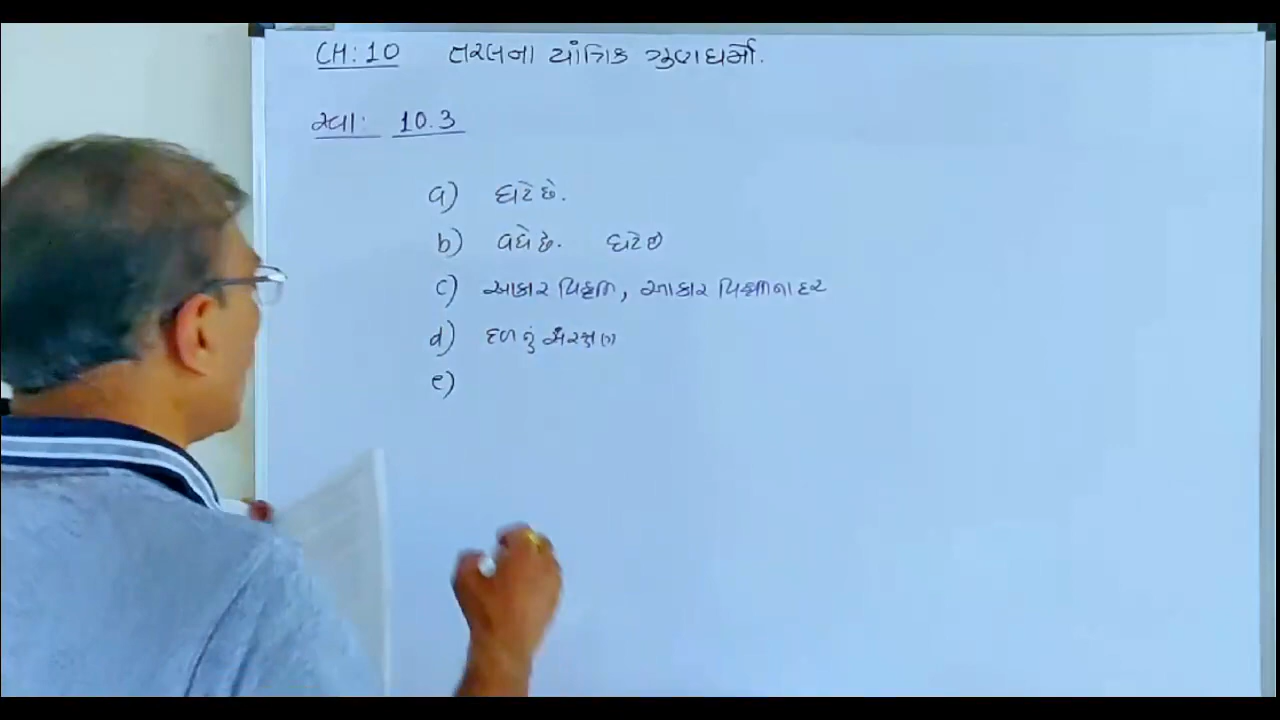 CH: 10 તરલના યાંત્રિક ગુણધર્મો.
સ્વા: 10.3
a) ઘટે છે.
b) વધે છે. ઘટે છે
c) આકાર વિકૃતિ, આકાર વિકૃતિના દર
d) દળનું સંરક્ષણ
e)